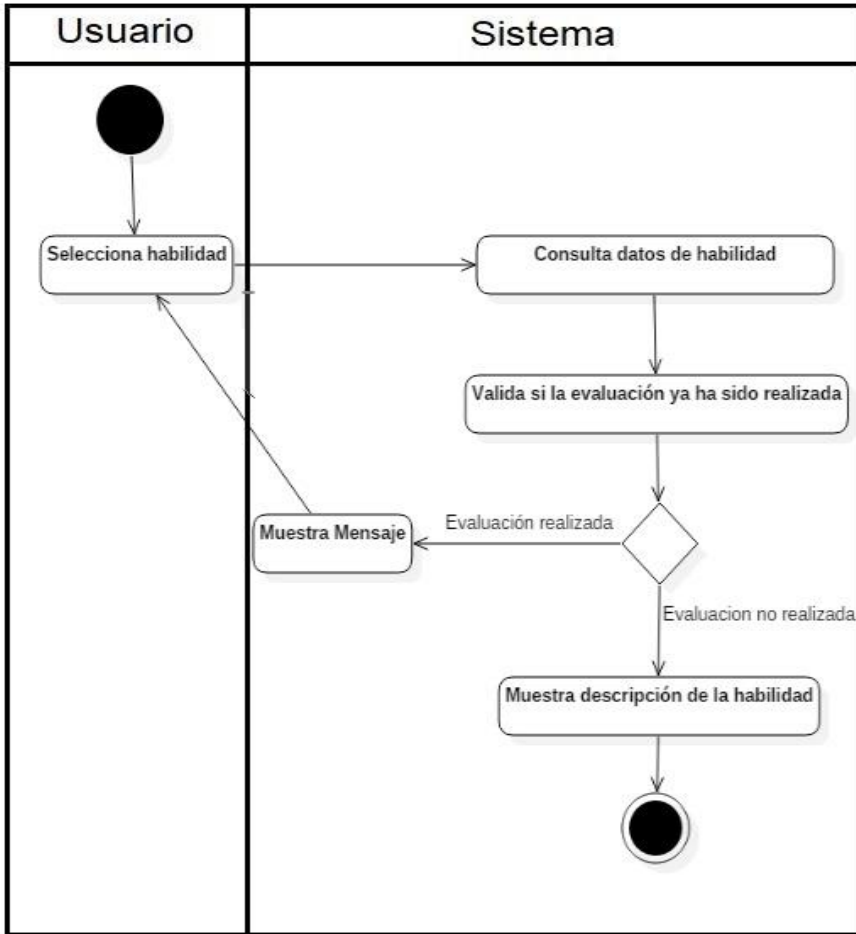 Usuario
Sistema
Selecciona habilidad
Consulta datos de habilidad
Valida si la evaluación ya ha sido realizada
Evaluación realizada
Muestra Mensaje
Evaluacion no realizada
Muestra descripción de la habilidad